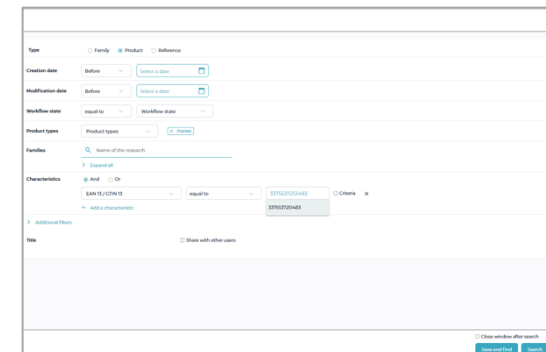 Type Family Product Reference
Creation date Before Select a date
Modification date Before Select a date
Workflow state equal to Workflow state
Product types Product types + Frames
Families Name of the research
Expand all
Characteristics And Or
EAN 13 / GTIN 13 equal to 3375537251483 Criteria X
+ Add a characteristic 3375537251483
Additional filters
Title Share with other users
Close window after search
Save and find Search